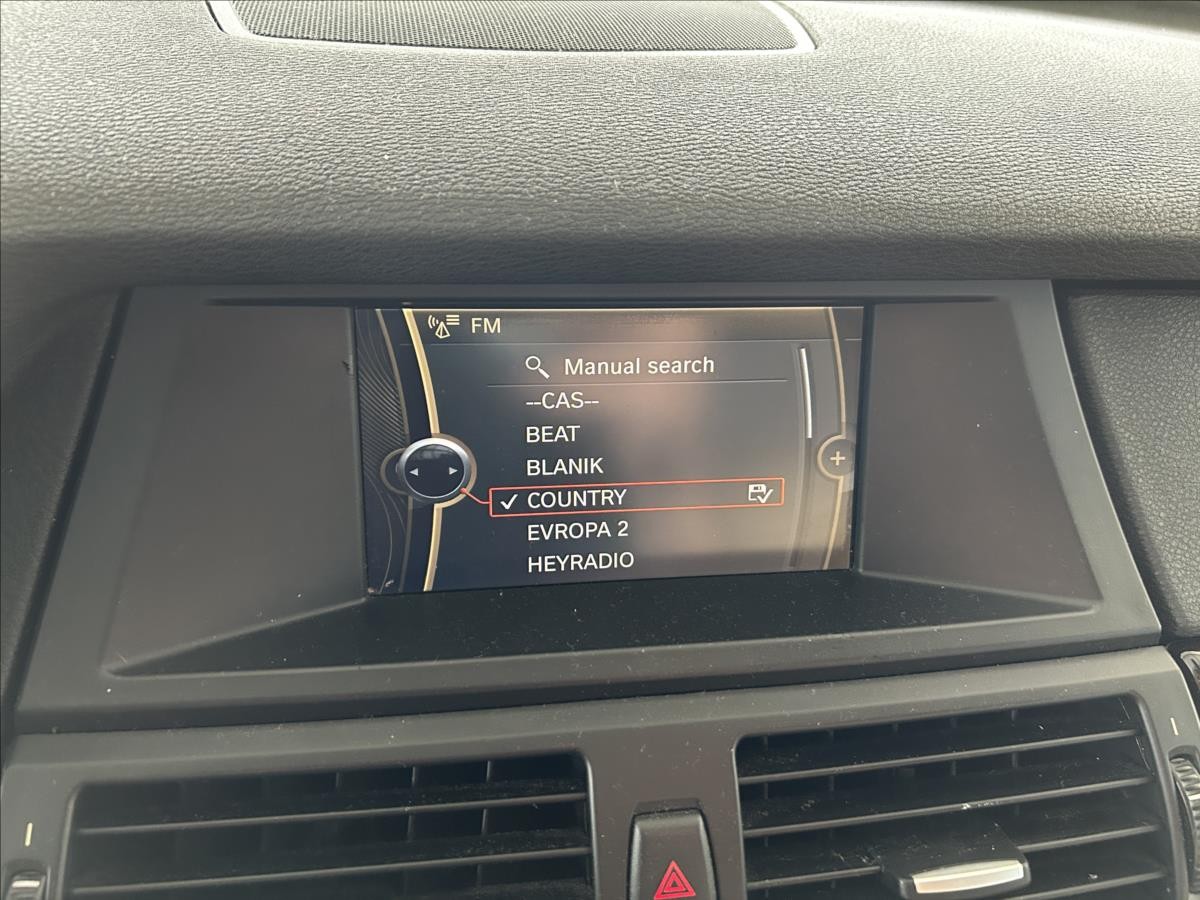 FM
Manual search
--CAS--
BEAT
BLANIK
COUNTRY
EVROPA 2
HEYRADIO